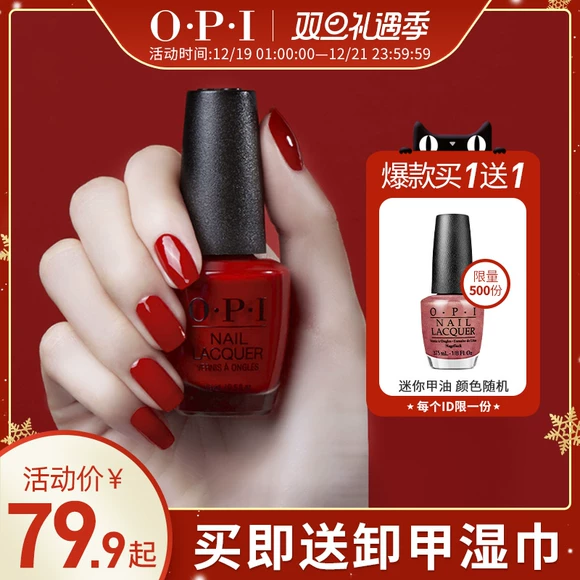 O·P·I 双旦礼遇季
活动时间:12/19 01:00:00—12/21 23:59:59
爆款买1送1
限量
500份
O·P·I
NAIL
LACQUER
迷你甲油 颜色随机
★每个ID限一份★
O·P·I
NAIL
LACQUER
VERNIS À ONGLES
活动价¥
79.9起
买即送卸甲湿巾